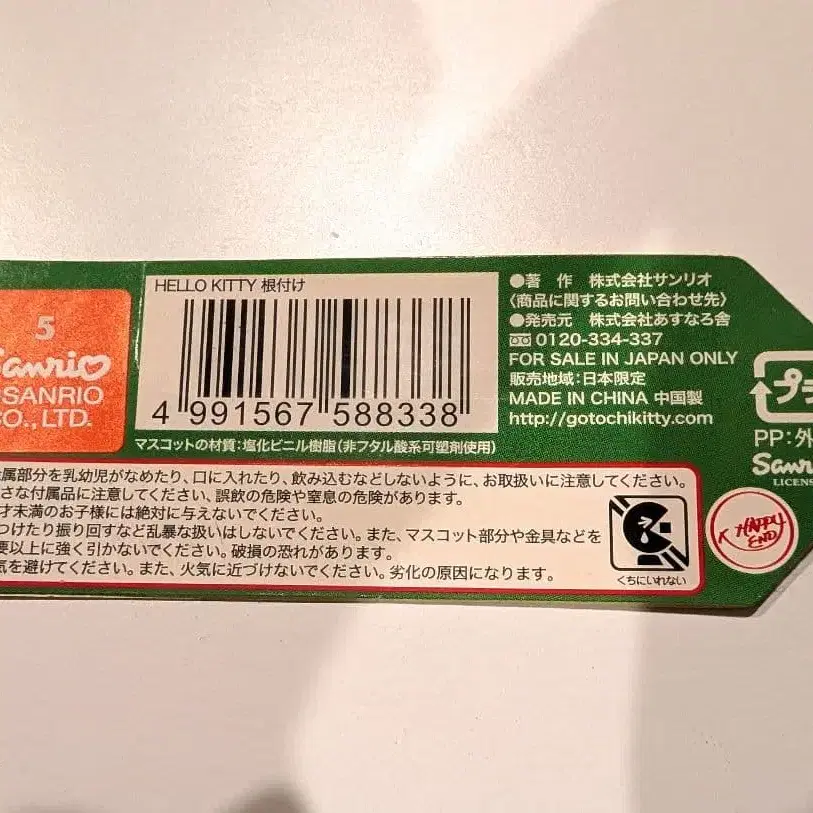 5
Sanrio
SANRIO
CO., LTD.
HELLO KITTY 根付け
4 991567 588338
マスコットの材質:塩化ビニル樹脂(非フタル酸系可塑剤使用)
●著 作 株式会社サンリオ
〈商品に関するお問い合わせ先〉
●発売元 株式会社あすなろ舎
0120-334-337
FOR SALE IN JAPAN ONLY
販売地域:日本限定
MADE IN CHINA 中国製
http://gotochikitty.com
プラ
PP:外
Sanri
LICENS
属部分を乳幼児がなめたり、口に入れたり、飲み込むなどしないように、お取扱いに注意してください。
さな付属品に注意してください、誤飲の危険や窒息の危険があります。
才未満のお子様には絶対に与えないでください。
つけたり振り回すなど乱暴な扱いはしないでください。また、マスコット部分や金具などを
要以上に強く引かないでください。破損の恐れがあります。
気を避けてください。また、火気に近づけないでください。劣化の原因になります。
くちにいれない
HAPPY
END